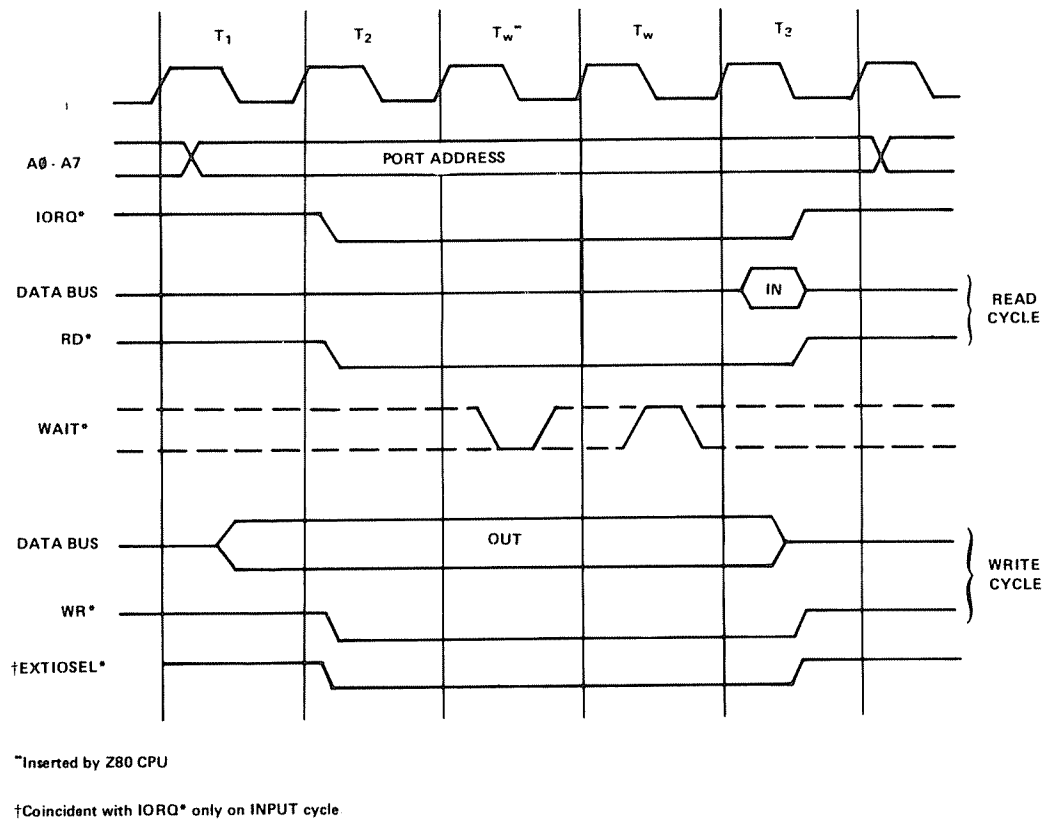 T1 T2 Tw** Tw T3
A0 - A7 PORT ADDRESS
IORQ*
DATA BUS IN
READ
CYCLE
RD*
WAIT*
DATA BUS OUT
WRITE
CYCLE
WR*
†EXTIOSEL*
**Inserted by Z80 CPU
†Coincident with IORQ* only on INPUT cycle